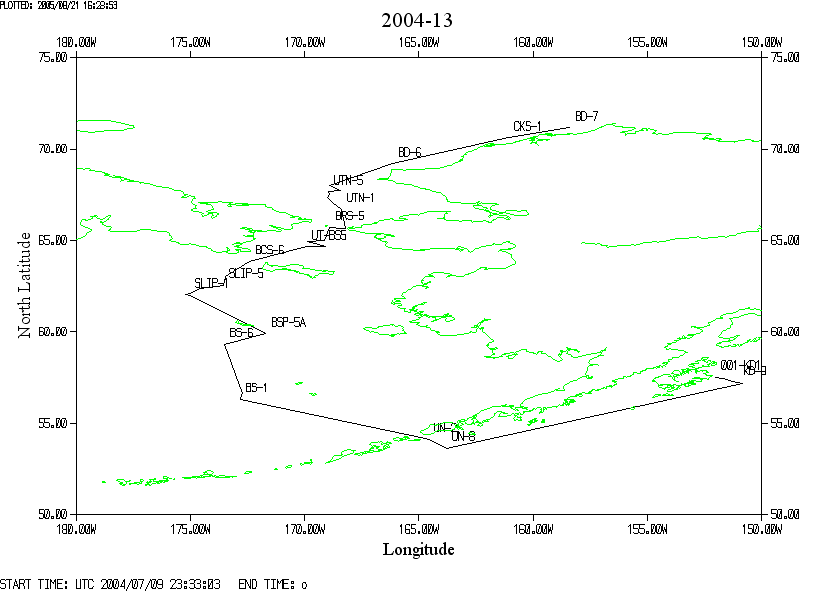 PLOTTED: 2005/08/21 16:23:53
2004-13
180.00W 175.00W 170.00W 165.00W 160.00W 155.00W 150.00W
75.00 75.00
BD-7
CKS-1
70.00 BD-6 70.00
UTN-5
UTN-1
BRS-5
65.00 65.00
BCS-6
SLIP-5
SLIP-4
BSP-5A
60.00 BS-6 60.00
001-KD1
KD-9
BS-1
55.00 55.00
UN-8
50.00 50.00
180.00W 175.00W 170.00W 165.00W 160.00W 155.00W 150.00W
North Latitude
Longitude
START TIME: UTC 2004/07/09 23:33:03 END TIME: o